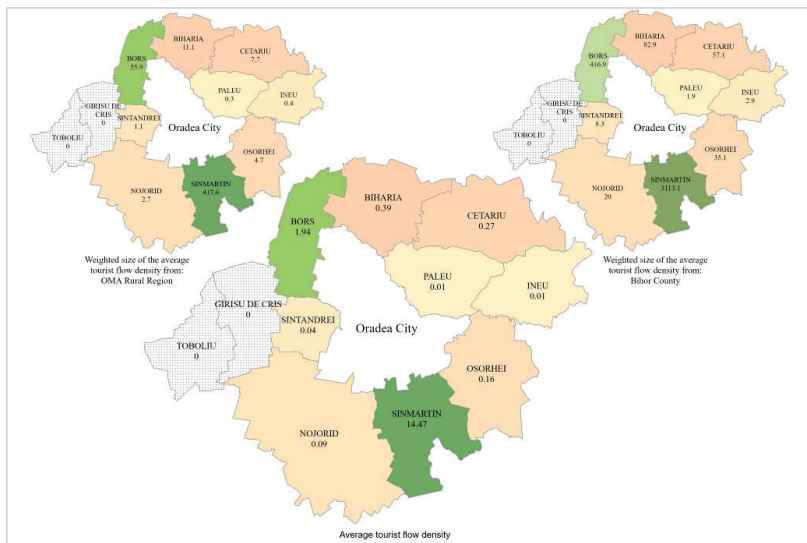 BIHARIA
11.1
CETARIU
7.7
BORS
55.9
PALEU
0.3
INEU
0.4
GIRISU DE CRIS
0
SINTANDREI
1.1
Oradea City
TOBOLIU
0
OSORHEI
4.7
SINMARTIN
417.6
NOJORID
2.7
Weighted size of the average
tourist flow density from:
OMA Rural Region
BIHARIA
82.9
CETARIU
57.1
BORS
416.9
PALEU
1.9
INEU
2.9
GIRISU DE
CRIS
0
SINTANDREI
8.3
Oradea City
TOBOLIU
0
OSORHEI
35.1
SINMARTIN
3113.1
NOJORID
20
Weighted size of the average
tourist flow density from:
Bihor County
BIHARIA
0.39
CETARIU
0.27
BORS
1.94
PALEU
0.01
INEU
0.01
GIRISU DE CRIS
0
SINTANDREI
0.04
Oradea City
TOBOLIU
0
OSORHEI
0.16
SINMARTIN
14.47
NOJORID
0.09
Average tourist flow density